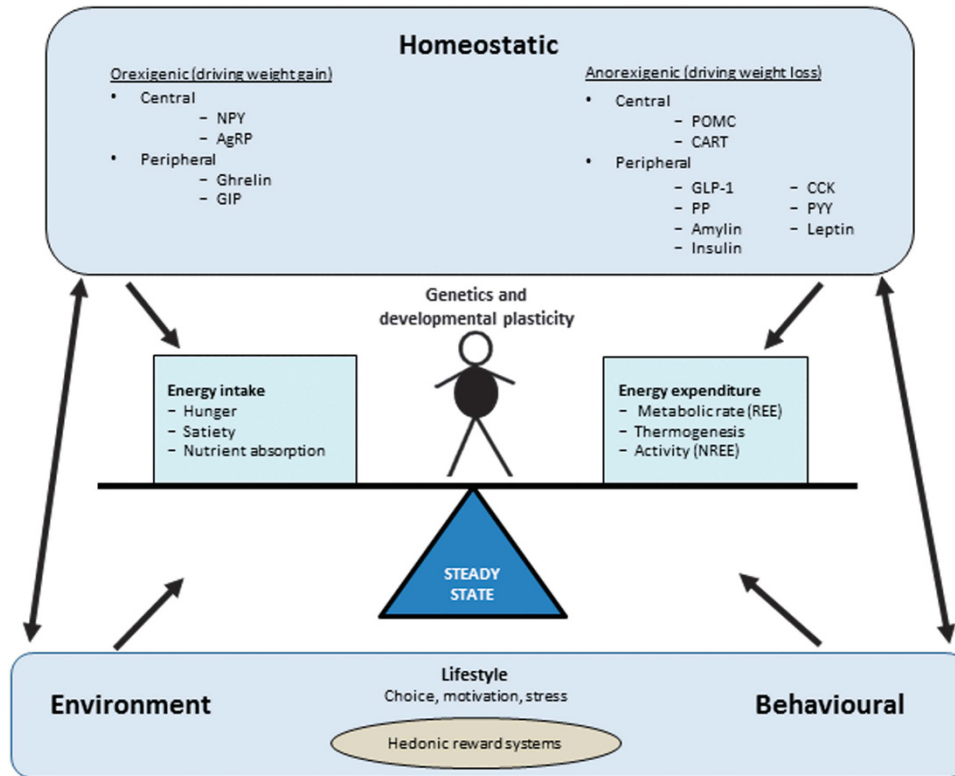 Homeostatic
Orexigenic (driving weight gain)
• Central
– NPY
– AgRP
• Peripheral
– Ghrelin
– GIP
Anorexigenic (driving weight loss)
• Central
– POMC
– CART
• Peripheral
– GLP-1
– PP
– Amylin
– Insulin
– CCK
– PYY
– Leptin
Genetics and
developmental plasticity
Energy intake
– Hunger
– Satiety
– Nutrient absorption
Energy expenditure
– Metabolic rate (REE)
– Thermogenesis
– Activity (NREE)
STEADY
STATE
Environment
Lifestyle
Choice, motivation, stress
Hedonic reward systems
Behavioural